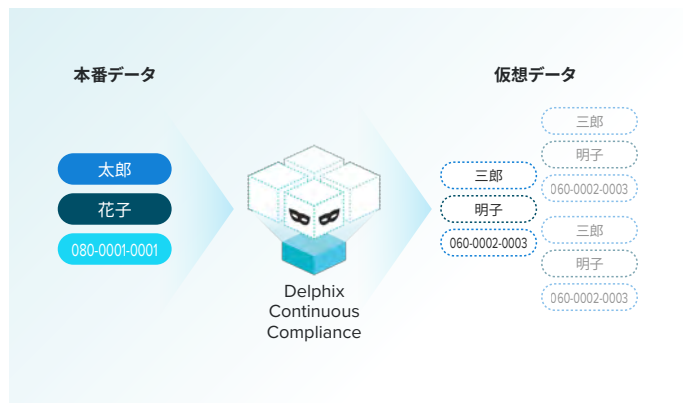 本番データ
仮想データ
太郎
花子
080-0001-0001
Delphix
Continuous
Compliance
三郎
明子
060-0002-0003
三郎
明子
060-0002-0003
三郎
明子
060-0002-0003